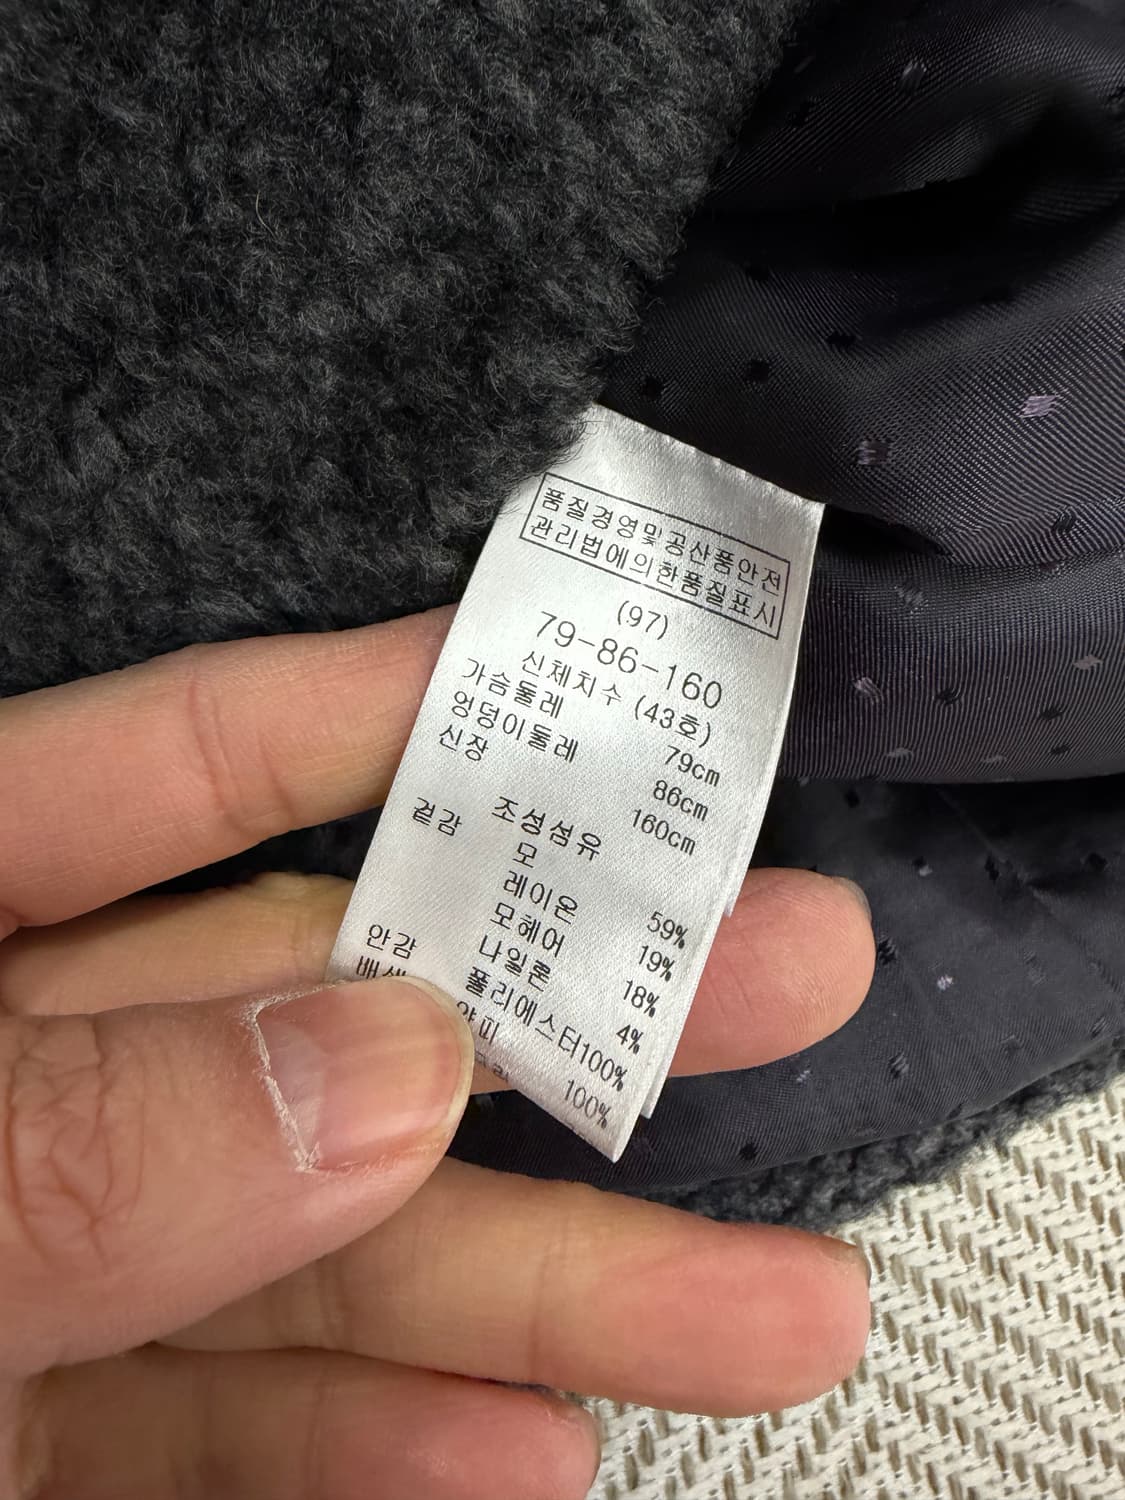 품질경영및공산품안전
관리법에의한품질표시
(97)
79-86-160
신체치수 (43호)
가슴둘레 79cm
엉덩이둘레 86cm
신장 160cm
조성섬유
겉감 모 59%
레이온 19%
모헤어 18%
나일론 4%
안감 폴리에스터100%
양피 100%